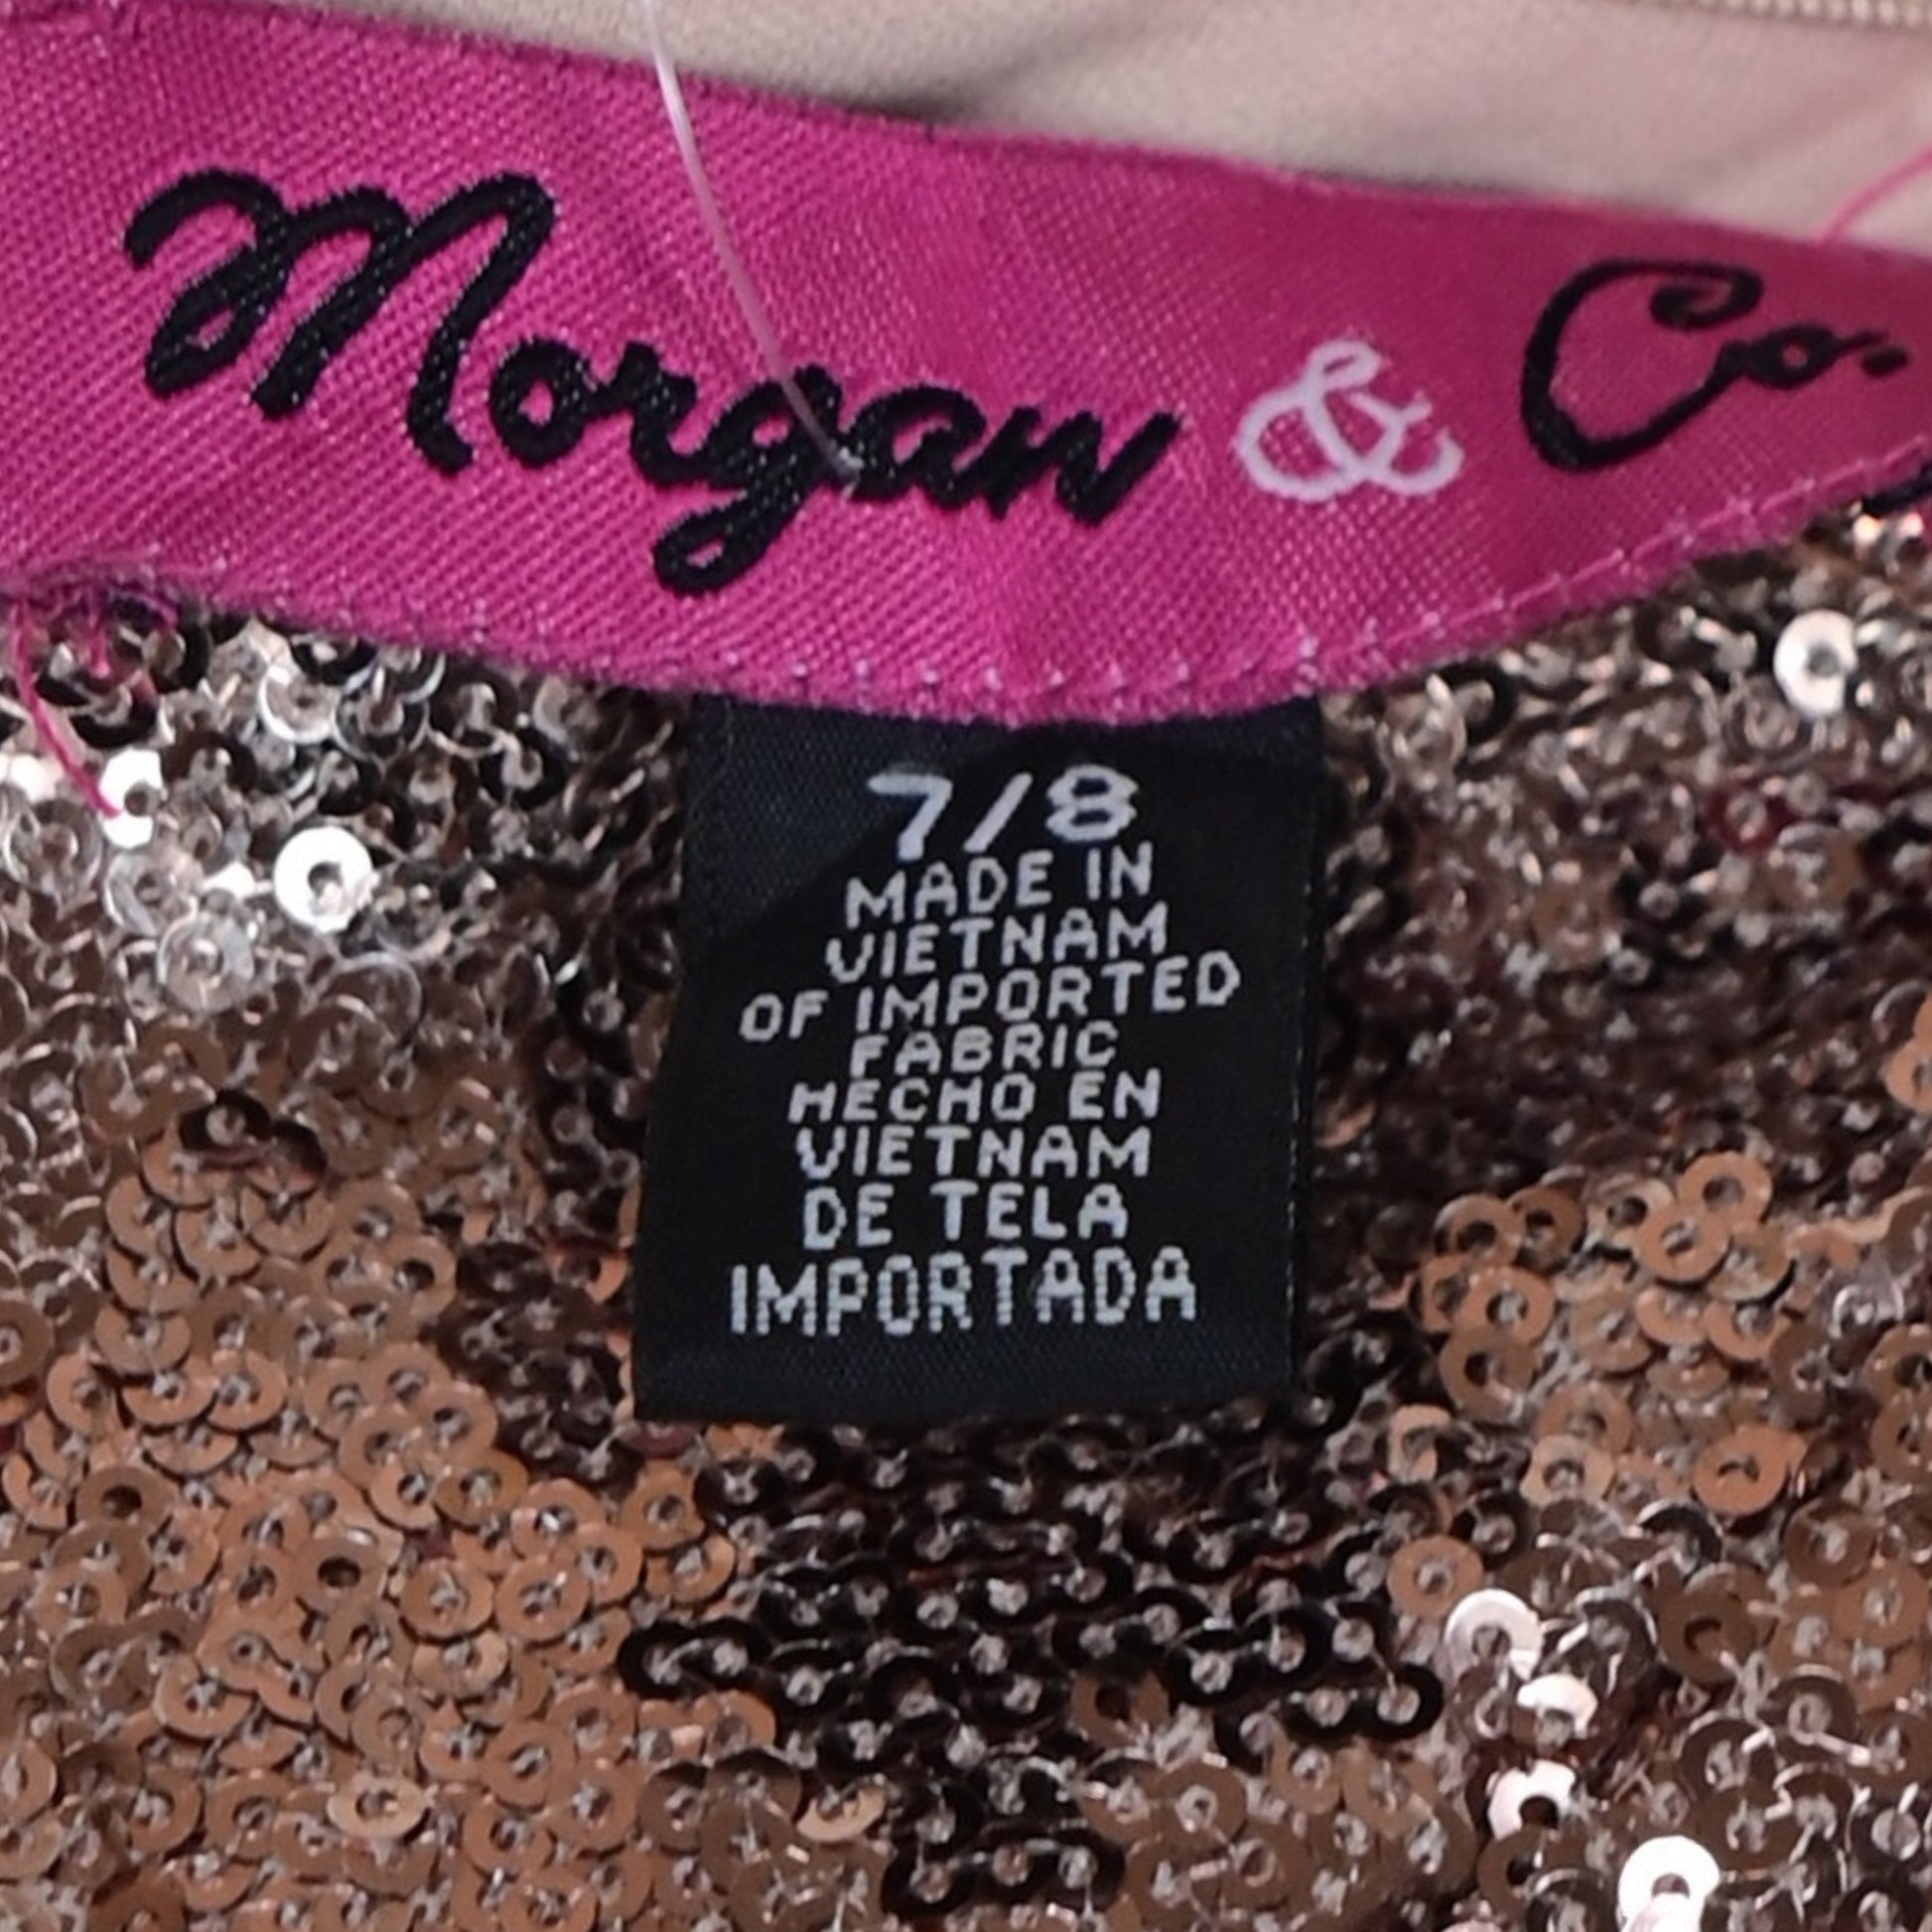 Morgan & Co.
7/8
MADE IN
VIETNAM
OF IMPORTED
FABRIC
HECHO EN
VIETNAM
DE TELA
IMPORTADA